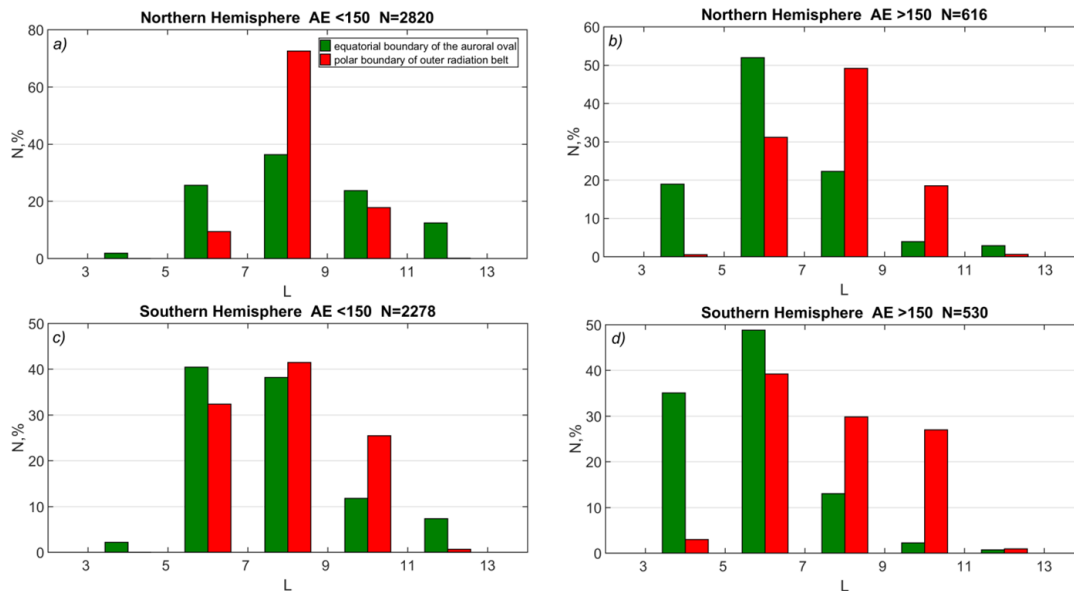 Northern Hemisphere AE <150 N=2820
a)
equatorial boundary of the auroral oval
polar boundary of outer radiation belt
80
60
40
20
0
N,%
3 5 7 9 11 13
L
Northern Hemisphere AE >150 N=616
b)
60
50
40
30
20
10
0
N,%
3 5 7 9 11 13
L
Southern Hemisphere AE <150 N=2278
c)
50
40
30
20
10
0
N,%
3 5 7 9 11 13
L
Southern Hemisphere AE >150 N=530
d)
50
40
30
20
10
0
N,%
3 5 7 9 11 13
L